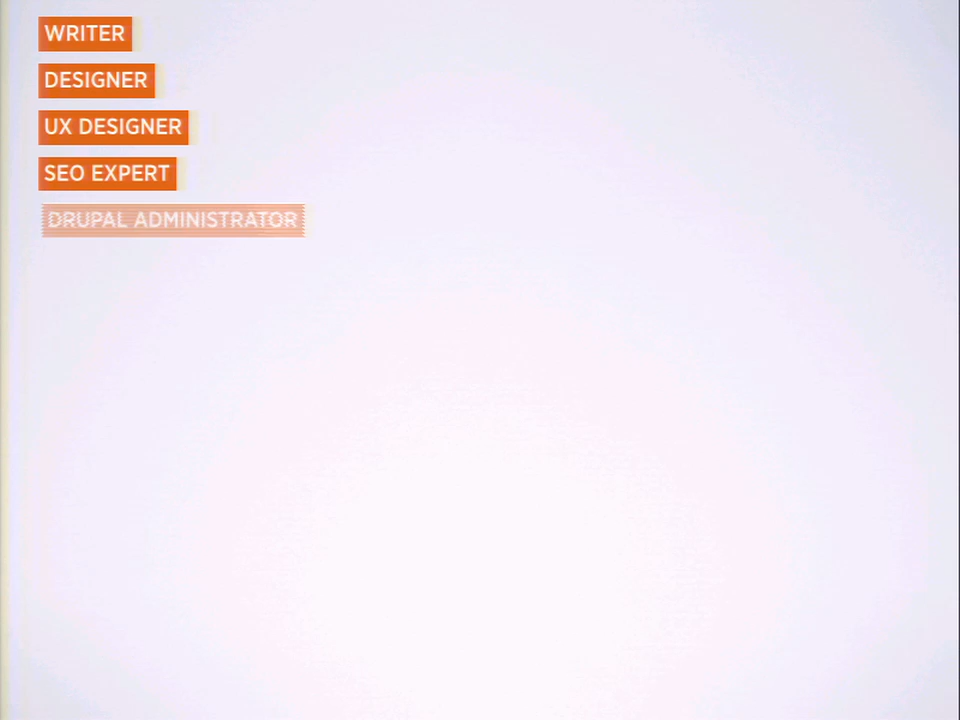 WRITER
DESIGNER
UX DESIGNER
SEO EXPERT
DRUPAL ADMINISTRATOR